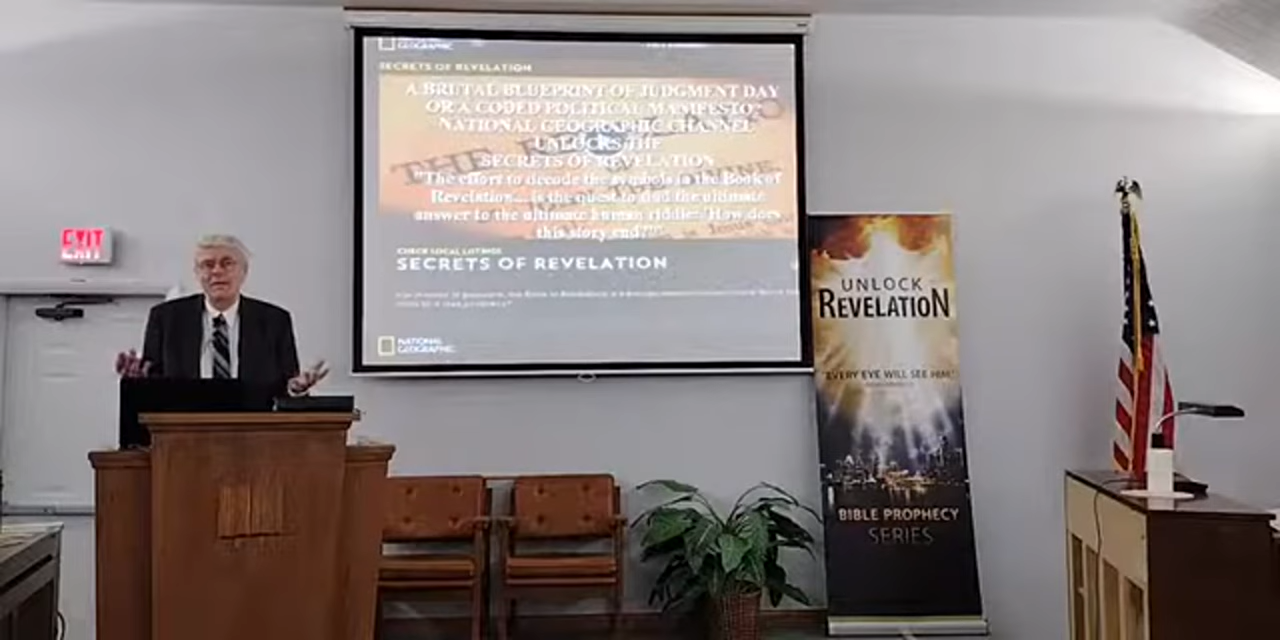 NATIONAL
GEOGRAPHIC
SECRETS OF REVELATION
A BRUTAL BLUEPRINT OF JUDGMENT DAY
OR A CODED POLITICAL MANIFESTO?
NATIONAL GEOGRAPHIC CHANNEL
UNLOCKS THE
SECRETS OF REVELATION
"The effort to decode the symbols in the Book of
Revelation... is the quest to find the ultimate
answer to the ultimate human riddle: 'How does
this story end?'"
THE
CHECK LOCAL LISTINGS
SECRETS OF REVELATION
NATIONAL
GEOGRAPHIC
EXIT
UNLOCK
REVELATION
"EVERY EYE WILL SEE HIM"
BIBLE PROPHECY
SERIES